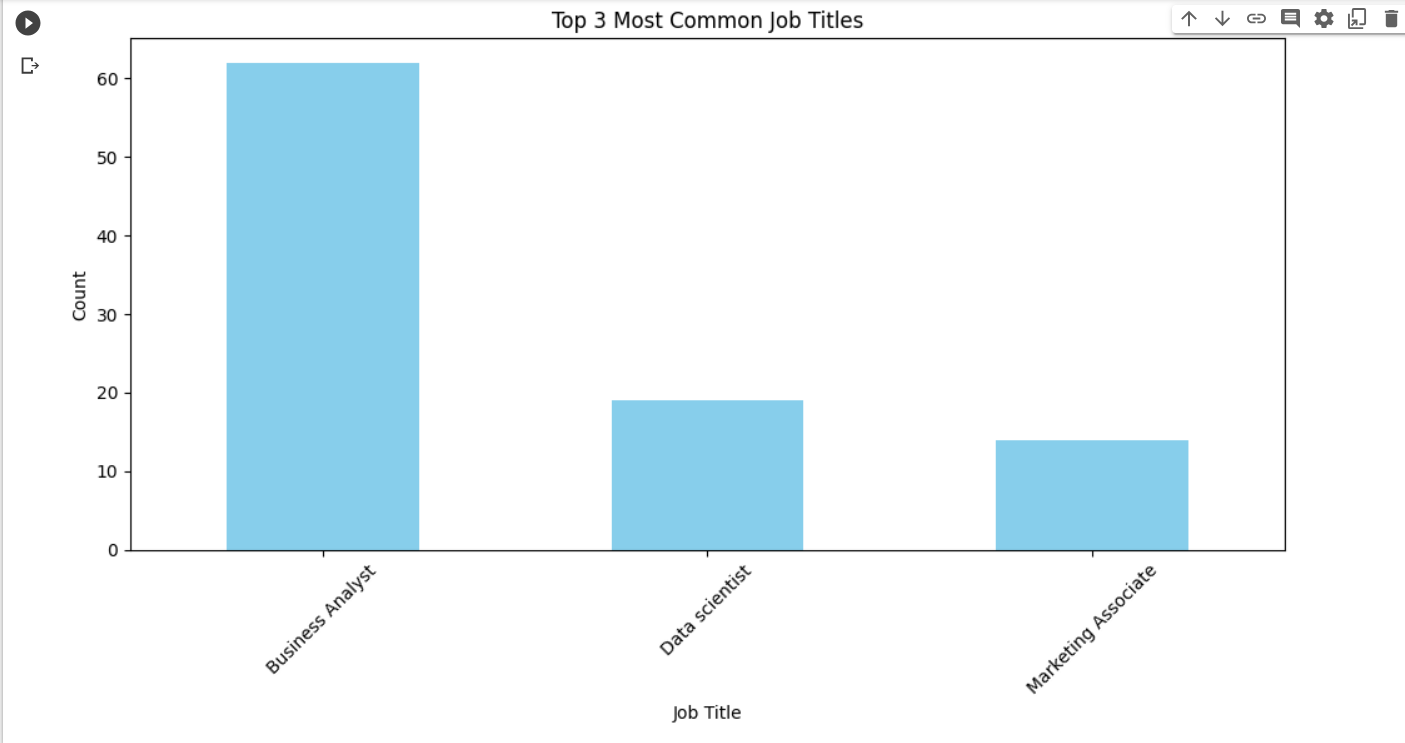 Top 3 Most Common Job Titles
60
50
40
30
20
10
0
Count
Business Analyst
Data scientist
Marketing Associate
Job Title